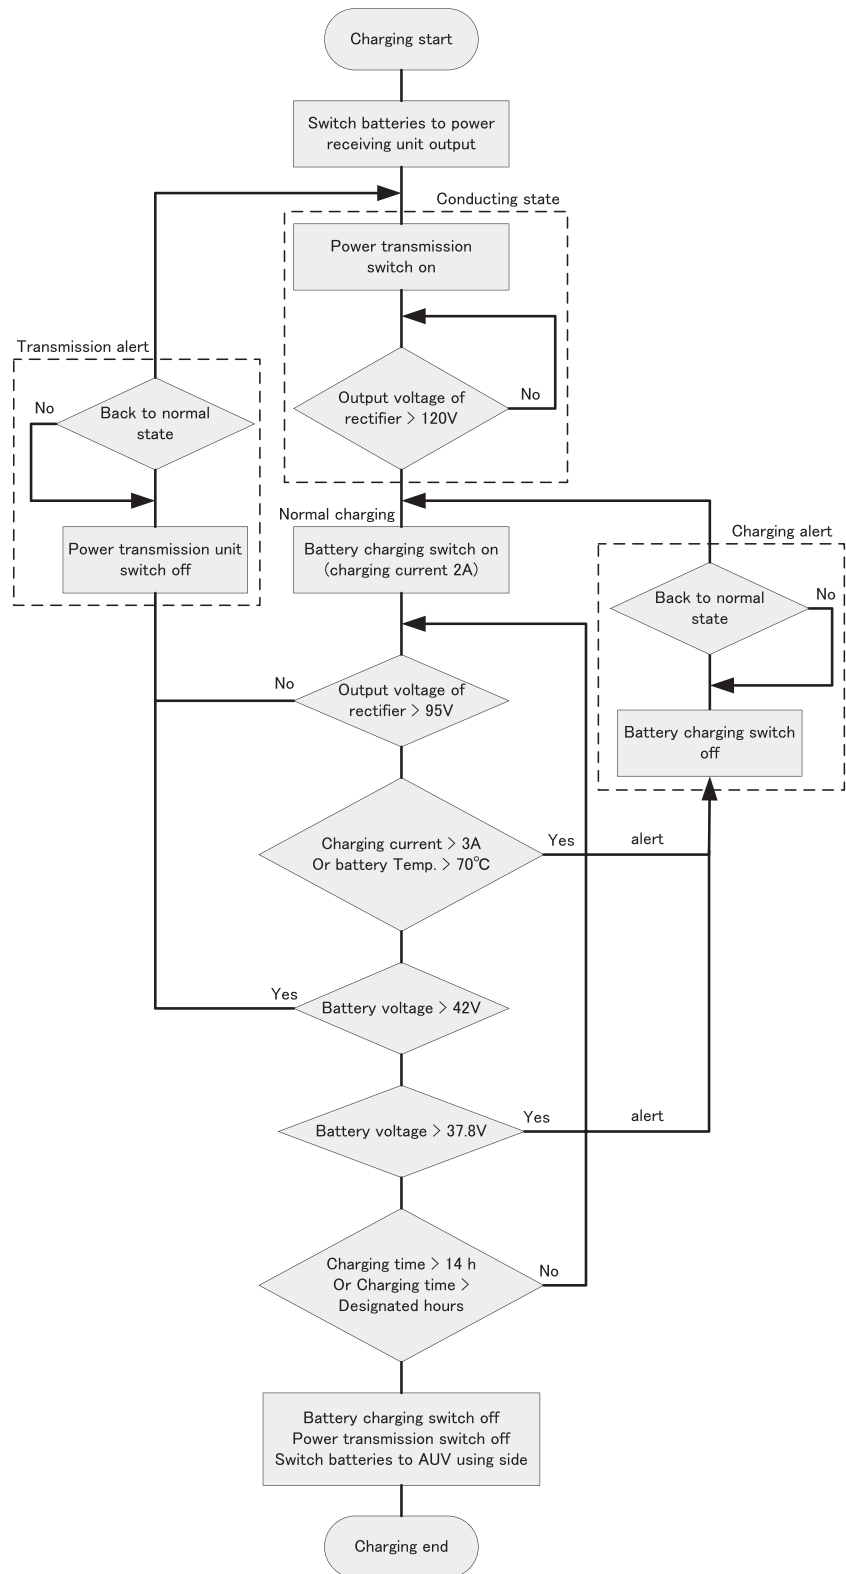 Charging start
Switch batteries to power
receiving unit output
Conducting state
Power transmission
switch on
Output voltage of
rectifier > 120V
No
Transmission alert
No
Back to normal
state
Power transmission unit
switch off
Normal charging
Battery charging switch on
(charging current 2A)
Charging alert
Back to normal
state
No
Battery charging switch
off
No
Output voltage of
rectifier > 95V
Charging current > 3A
Or battery Temp. > 70℃
Yes
alert
Yes
Battery voltage > 42V
Battery voltage > 37.8V
Yes
alert
Charging time > 14 h
Or Charging time >
Designated hours
No
Battery charging switch off
Power transmission switch off
Switch batteries to AUV using side
Charging end